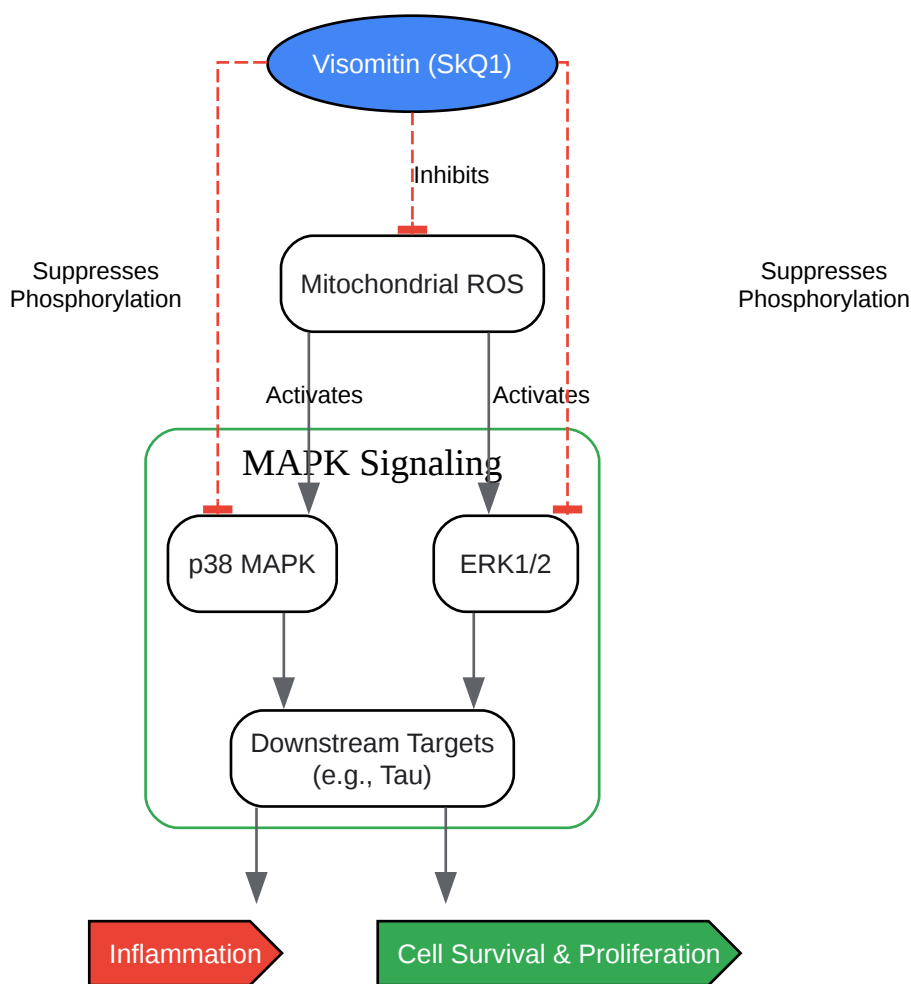 Visomitin (SkQ1)
Inhibits
Suppresses
Phosphorylation
Suppresses
Phosphorylation
Mitochondrial ROS
Activates
Activates
MAPK Signaling
p38 MAPK
ERK1/2
Downstream Targets
(e.g., Tau)
Inflammation
Cell Survival & Proliferation